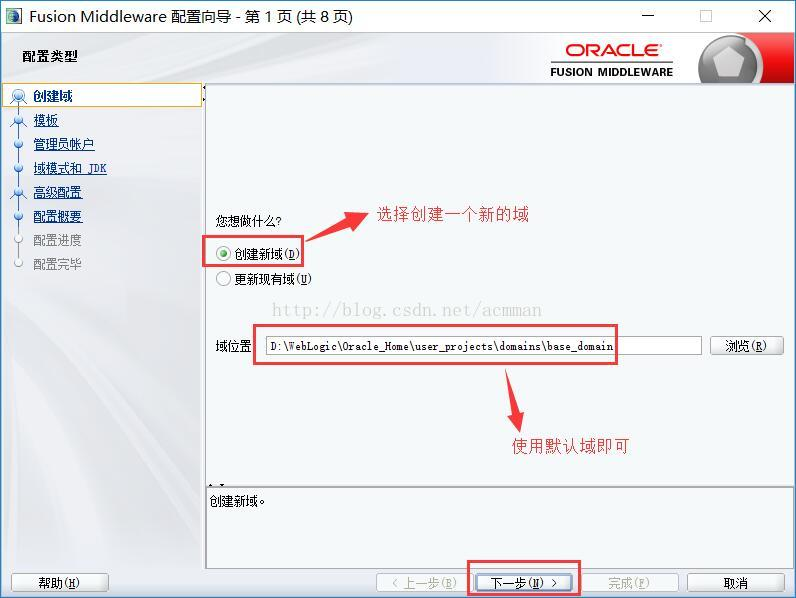 Fusion Middleware 配置向导 - 第 1 页 (共 8 页)
配置类型
ORACLE
FUSION MIDDLEWARE
创建域
模板
管理员帐户
域模式和 JDK
高级配置
配置概要
配置进度
配置完毕
选择创建一个新的域
您想做什么?
创建新域(D)
更新现有域(U)
http://blog.csdn.net/acmman
域位置 D:\WebLogic\Oracle_Home\user_projects\domains\base_domain 浏览(R)
使用默认域即可
创建新域。
帮助(H) < 上一步(B) 下一步(N) > 完成(F) 取消